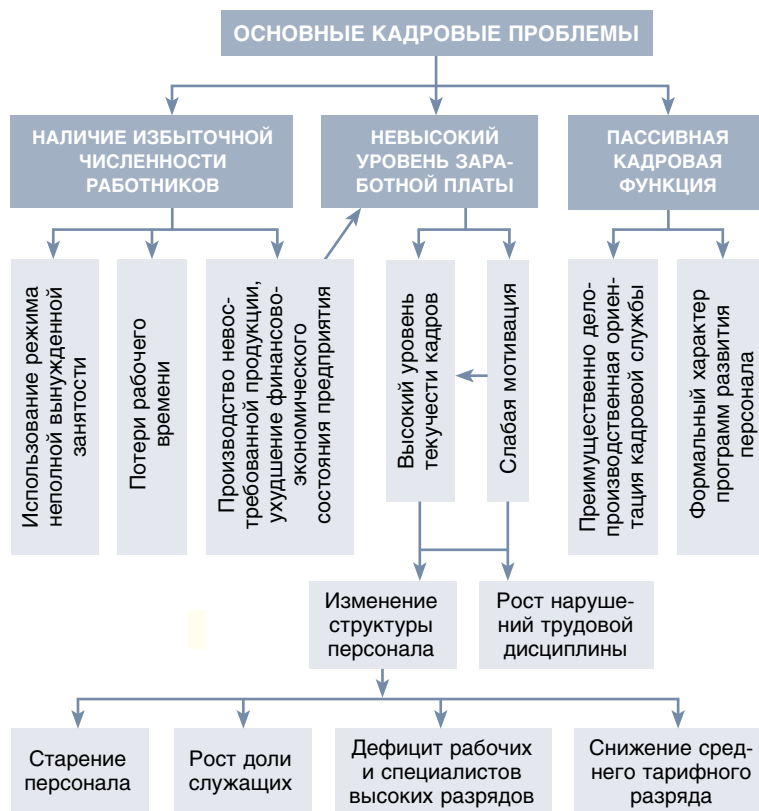 ОСНОВНЫЕ КАДРОВЫЕ ПРОБЛЕМЫ
НАЛИЧИЕ ИЗБЫТОЧНОЙ
ЧИСЛЕННОСТИ
РАБОТНИКОВ
НЕВЫСОКИЙ
УРОВЕНЬ ЗАРА-
БОТНОЙ ПЛАТЫ
ПАССИВНАЯ
КАДРОВАЯ
ФУНКЦИЯ
Использование режима
неполной вынужденной
занятости
Потери рабочего
времени
Производство невос-
требованной продукции,
ухудшение финансово-
экономического
состояния предприятия
Высокий уровень
текучести кадров
Слабая мотивация
Преимущественно дело-
производственная ориен-
тация кадровой службы
Формальный характер
программ развития
персонала
Изменение
структуры
персонала
Рост наруше-
ний трудовой
дисциплины
Старение
персонала
Рост доли
служащих
Дефицит рабочих
и специалистов
высоких разрядов
Снижение сред-
него тарифного
разряда